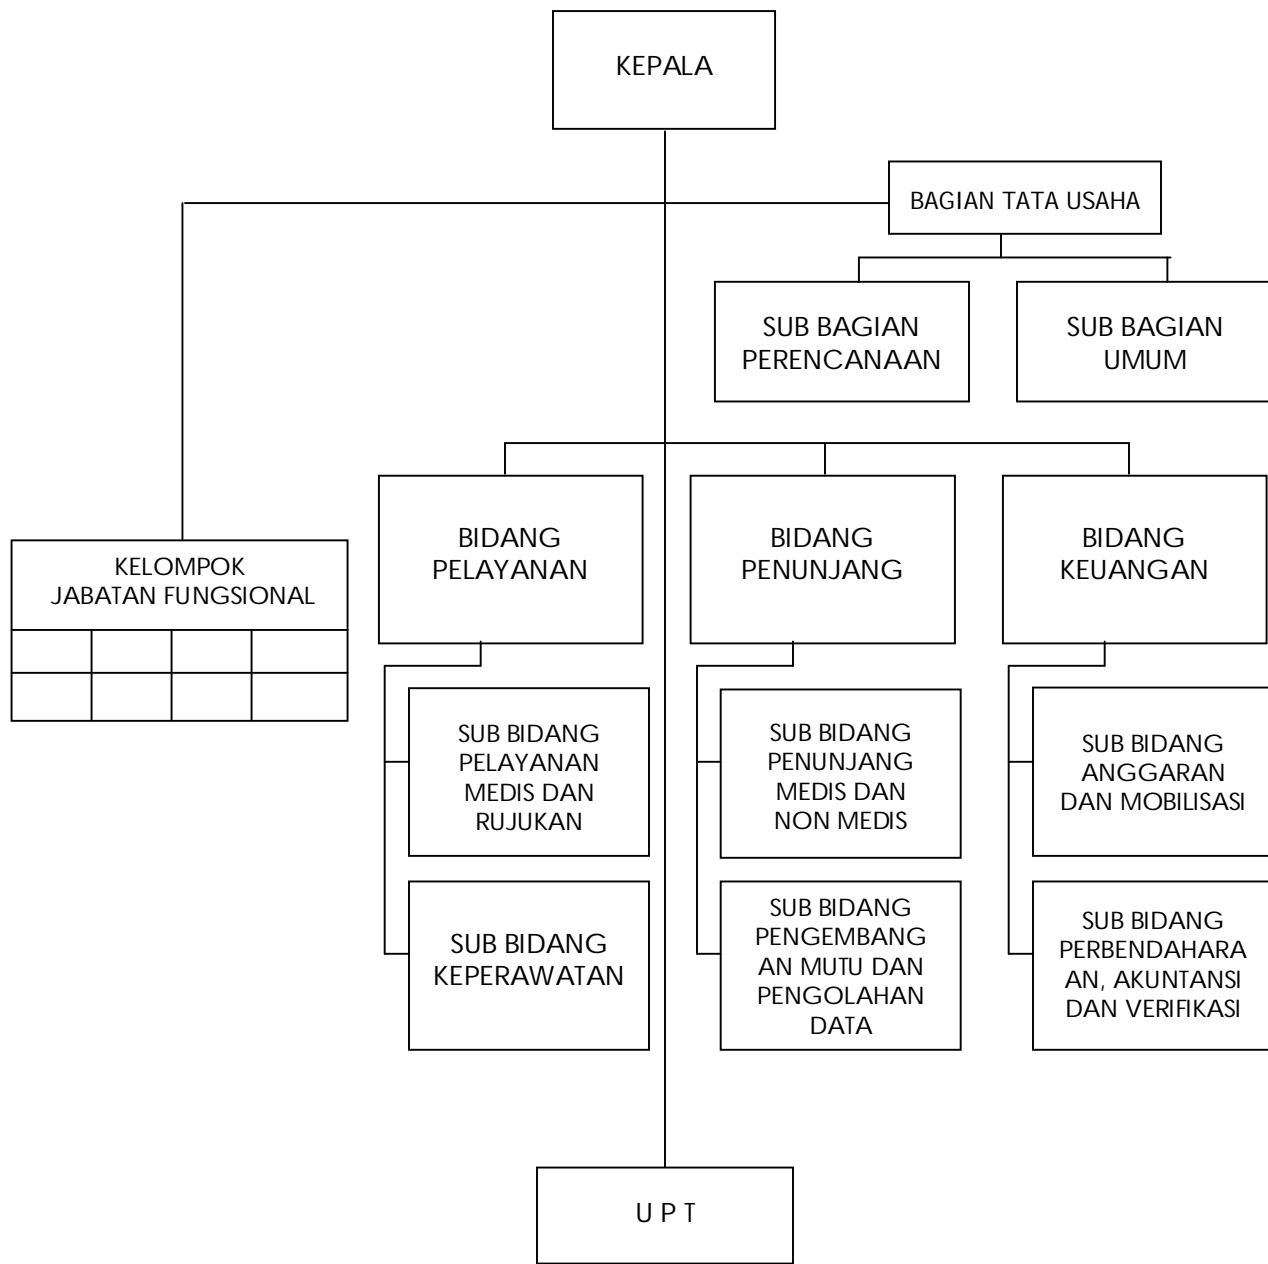 KEPALA
BAGIAN TATA USAHA
SUB BAGIAN
PERENCANAAN
SUB BAGIAN
UMUM
KELOMPOK
JABATAN FUNGSIONAL
BIDANG
PELAYANAN
BIDANG
PENUNJANG
BIDANG
KEUANGAN
SUB BIDANG
PELAYANAN
MEDIS DAN
RUJUKAN
SUB BIDANG
PENUNJANG
MEDIS DAN
NON MEDIS
SUB BIDANG
ANGGARAN
DAN MOBILISASI
SUB BIDANG
KEPERAWATAN
SUB BIDANG
PENGEMBANG
AN MUTU DAN
PENGOLAHAN
DATA
SUB BIDANG
PERBENDAHARA
AN, AKUNTANSI
DAN VERIFIKASI
U P T